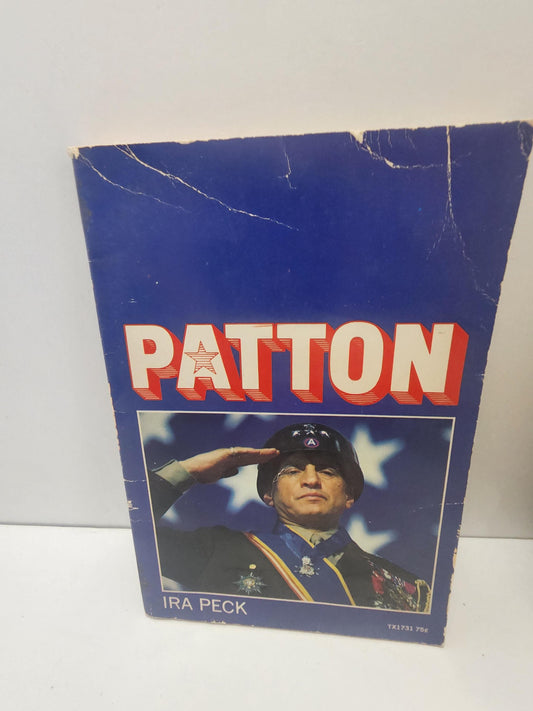 PATTON
A
IRA PECK
TX1731 75¢